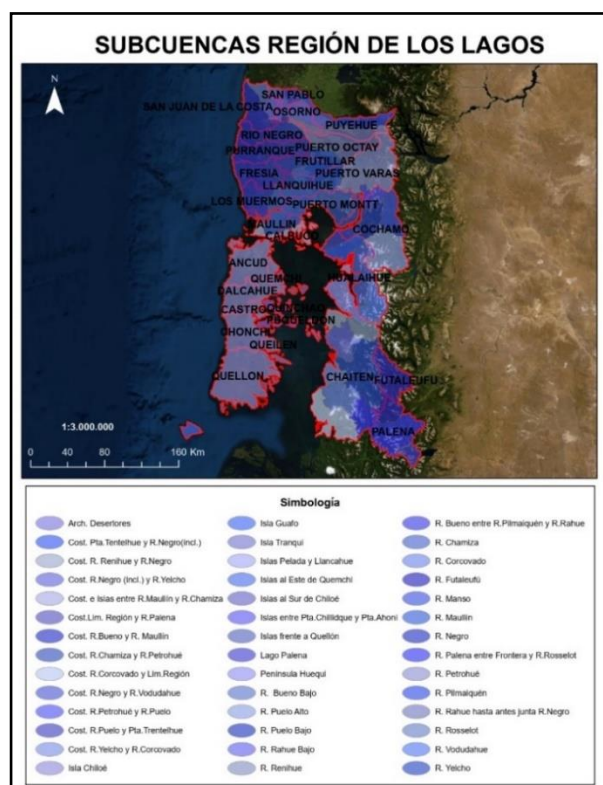 SUBCUENCAS REGIÓN DE LOS LAGOS
N
SAN PABLO
SAN JUAN DE LA COSTA
OSORNO
PUYEHUE
RIO NEGRO
PURRANQUE
PUERTO OCTAY
FRUTILLAR
FRESIA
PUERTO VARAS
LLANQUIHUE
LOS MUERMOS
PUERTO MONTT
MAULLIN
CALBUCO
COCHAMO
ANCUD
QUEMCHI
HUALAIHUE
DALCAHUE
CASTRO
CHONCHI
QUEILEN
QUELLON
CHAITEN
FUTALEUFU
PALENA
1:3.000.000
0 40 80 160 Km
Simbología
Arch. Desertores
Cost. Pta.Tentelhue y R.Negro(incl.)
Cost. R. Renihue y R.Negro
Cost. R.Negro (Incl.) y R.Yelcho
Cost. e Islas entre R.Maullín y R.Chamiza
Cost.Lim. Región y R.Palena
Cost. R.Bueno y R. Maullín
Cost. R.Chamiza y R.Petrohué
Cost. R.Corcovado y Lim.Región
Cost. R.Negro y R.Vodudahue
Cost. R.Petrohué y R.Puelo
Cost. R.Puelo y Pta.Trentelhue
Cost. R.Yelcho y R.Corcovado
Isla Chiloé
Isla Guafo
Isla Tranqui
Islas Pelada y Llancahue
Islas al Este de Quemchi
Islas al Sur de Chiloé
Islas entre Pta.Chillidque y Pta.Ahoni
Islas frente a Quellón
Lago Palena
Península Huequi
R. Bueno Bajo
R. Puelo Alto
R. Puelo Bajo
R. Rahue Bajo
R. Renihue
R. Bueno entre R.Pilmaiquén y R.Rahue
R. Chamiza
R. Corcovado
R. Futaleufú
R. Manso
R. Maullin
R. Negro
R. Palena entre Frontera y R.Rosselot
R. Petrohué
R. Pilmaiquén
R. Rahue hasta antes junta R.Negro
R. Rosselot
R. Vodudahue
R. Yelcho